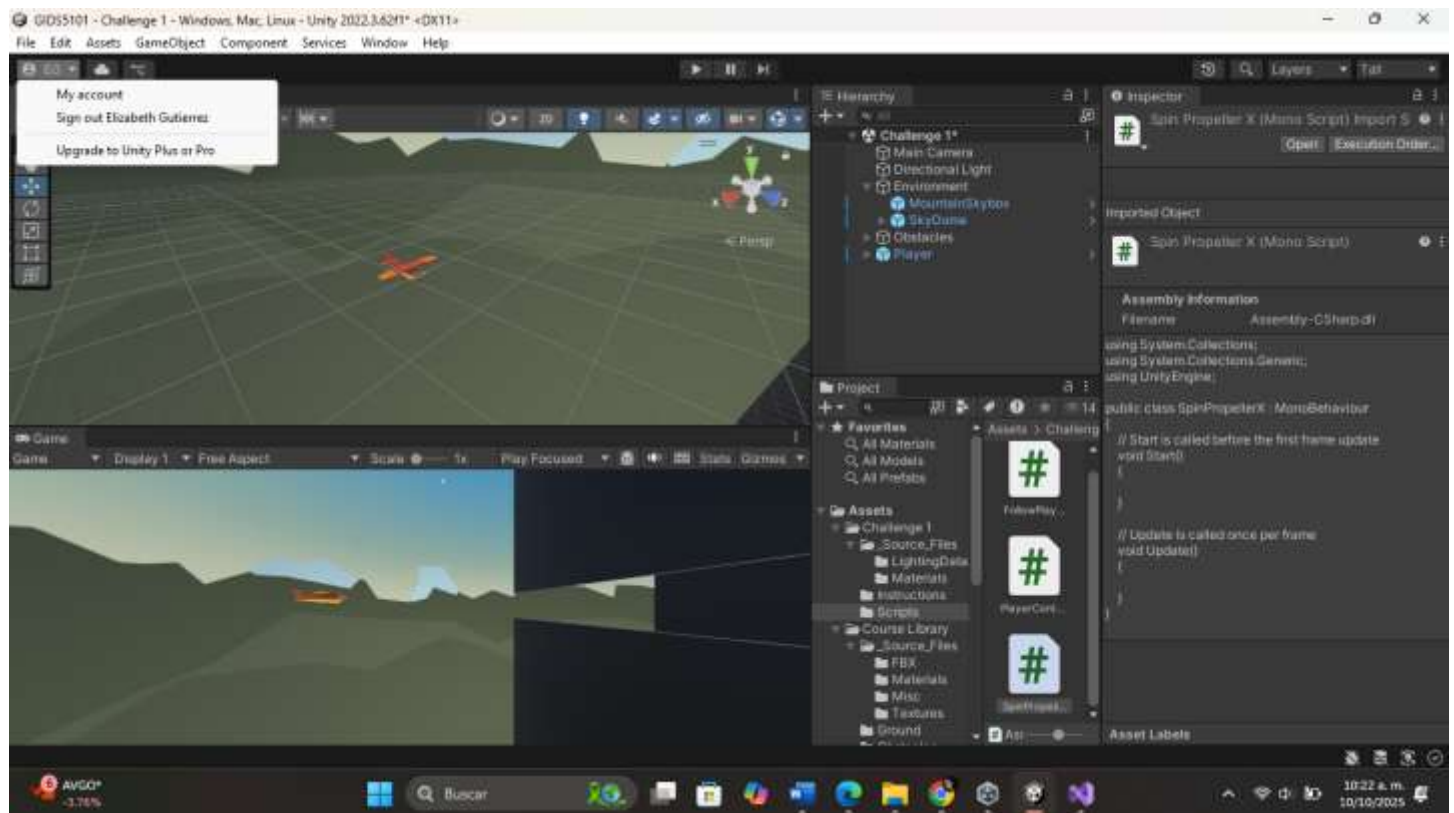 GIDS5101 - Challenge 1 - Windows, Mac, Linux - Unity 2022.3.62f1* <DX11>
File Edit Assets GameObject Component Services Window Help
Layers
My account
Sign out Elizabeth Gutierrez
Upgrade to Unity Plus or Pro
2D
y
x
z
< Persp
Hierarchy
All
Challenge 1*
Main Camera
Directional Light
Environment
MountainSkybox
SkyDome
Obstacles
Player
Inspector
Spin Propeller X (Mono Script) Import S
Open Execution Order...
Imported Object
Spin Propeller X (Mono Script)
Assembly Information
Filename Assembly-CSharp.dll
using System.Collections;
using System.Collections.Generic;
using UnityEngine;
public class SpinPropellerX : MonoBehaviour
{
// Start is called before the first frame update
void Start()
{
}
// Update is called once per frame
void Update()
{
}
}
Asset Labels
Project
14
Favorites
All Materials
All Models
All Prefabs
Assets
Challenge 1
_Source_Files
LightingData
Materials
Instructions
Scripts
Course Library
_Source_Files
FBX
Materials
Misc
Textures
Ground
Assets > Challeng
#
FollowPlay...
#
PlayerCont...
#
SpinPropell...
Game
Game Display 1 Free Aspect Scale 1x Play Focused Stats Gizmos
6
AVGO*
-3.76%
Buscar
10:22 a. m.
10/10/2025